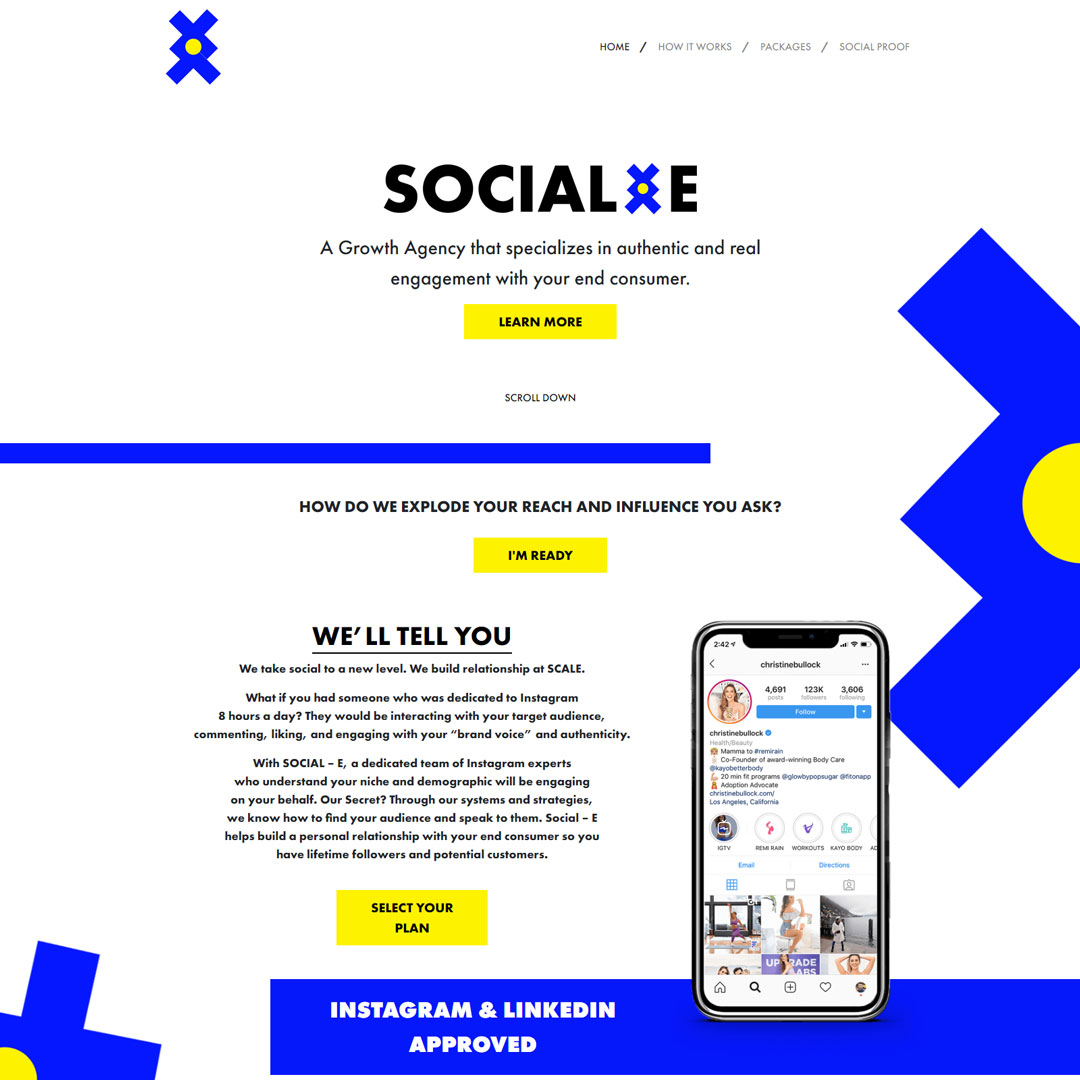 HOME / HOW IT WORKS / PACKAGES / SOCIAL PROOF
SOCIAL E
A Growth Agency that specializes in authentic and real
engagement with your end consumer.
LEARN MORE
SCROLL DOWN
HOW DO WE EXPLODE YOUR REACH AND INFLUENCE YOU ASK?
I'M READY
WE’LL TELL YOU
We take social to a new level. We build relationship at SCALE.
What if you had someone who was dedicated to Instagram
8 hours a day? They would be interacting with your target audience,
commenting, liking, and engaging with your “brand voice” and authenticity.
With SOCIAL – E, a dedicated team of Instagram experts
who understand your niche and demographic will be engaging
on your behalf. Our Secret? Through our systems and strategies,
we know how to find your audience and speak to them. Social – E
helps build a personal relationship with your end consumer so you
have lifetime followers and potential customers.
SELECT YOUR
PLAN
2:42
christinebullock
4,691 123K 3,606
posts followers following
Follow
christinebullock
Health/Beauty
Mamma to #remirain
Co-Founder of award-winning Body Care
@kayobetterbody
20 min fit programs @glowbypopsugar @fitonapp
Adoption Advocate
christinebullock.com/
Los Angeles, California
IGTV REMI RAIN WORKOUTS KAYO BODY
Email Directions
INSTAGRAM & LINKEDIN
APPROVED